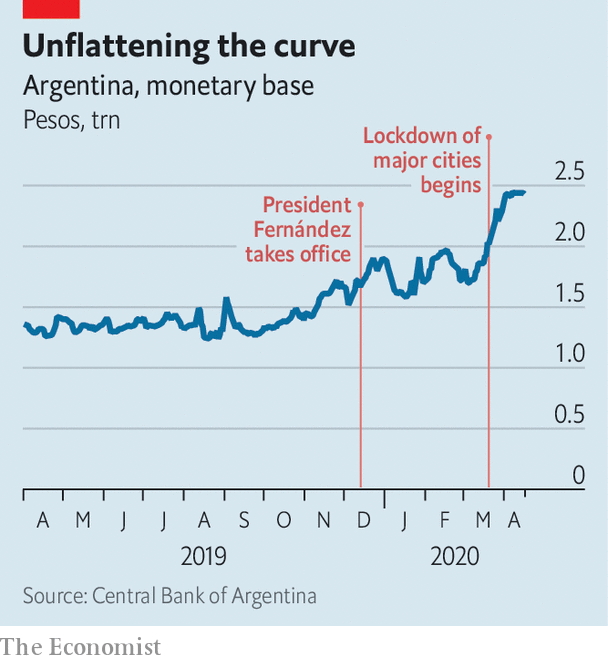 Unflattening the curve
Argentina, monetary base
Pesos, trn
Lockdown of
major cities
begins
President
Fernández
takes office
2.5
2.0
1.5
1.0
0.5
0
A M J J A S O N D J F M A
2019 2020
Source: Central Bank of Argentina
The Economist